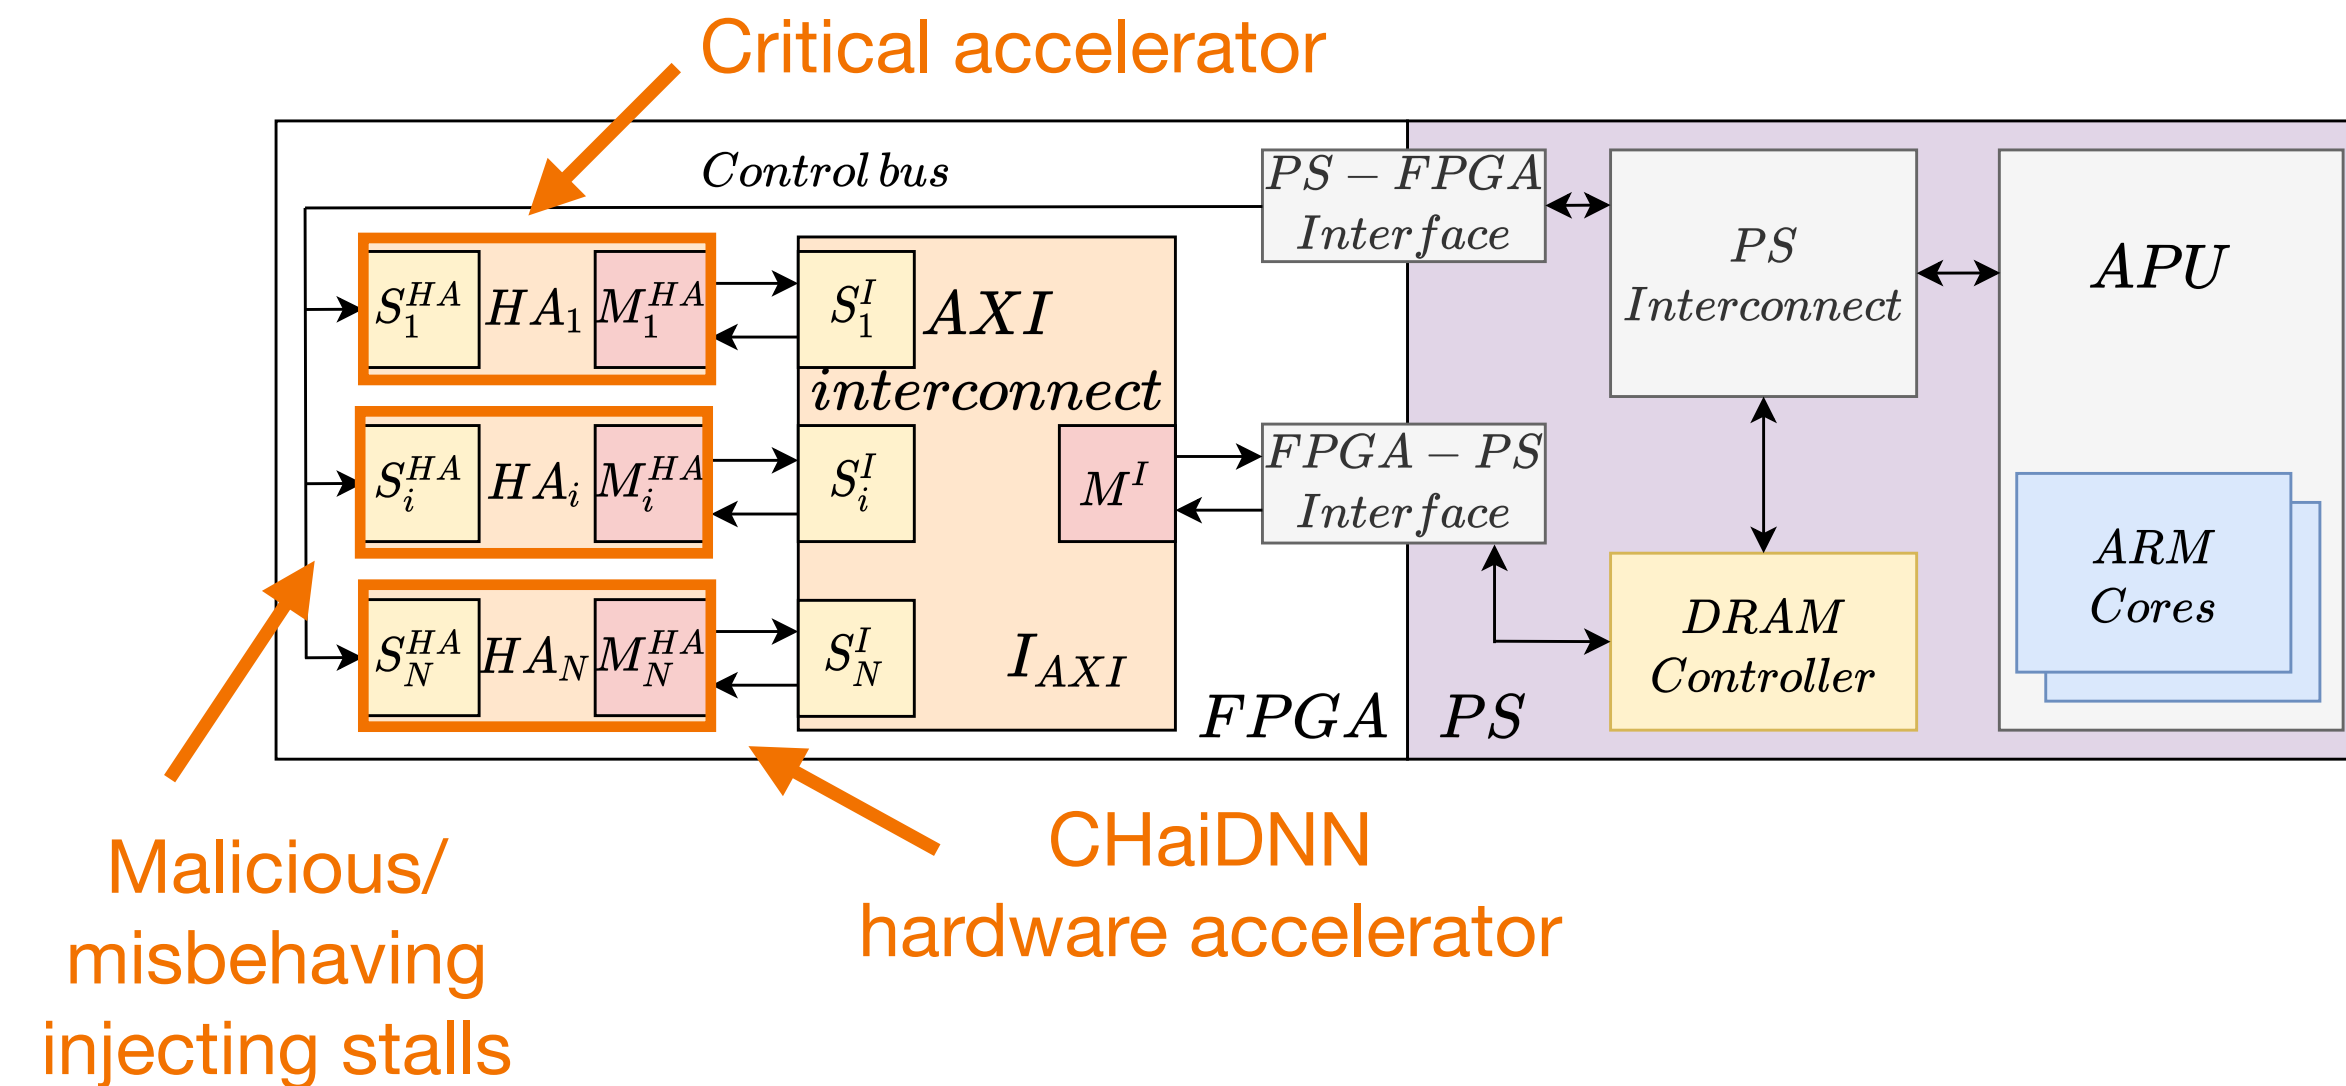 Critical accelerator
Control bus
PS − FPGA
Interface
PS
Interconnect
APU
S_1^{HA} HA_1 M_1^{HA}
S_1^I
AXI
interconnect
S_i^{HA} HA_i M_i^{HA}
S_i^I
M^I
FPGA − PS
Interface
ARM
Cores
S_N^{HA} HA_N M_N^{HA}
S_N^I
I_{AXI}
DRAM
Controller
FPGA
PS
Malicious/
misbehaving
injecting stalls
CHaiDNN
hardware accelerator